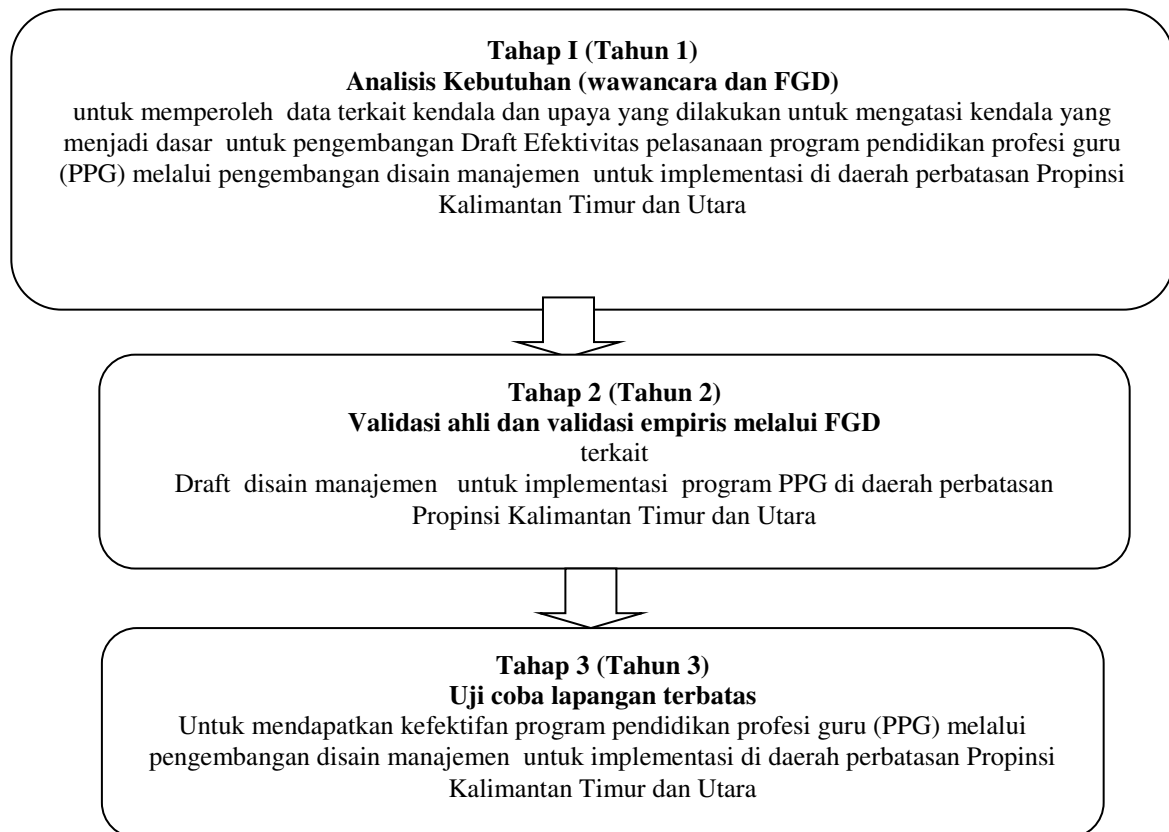 Tahap I (Tahun 1)
Analisis Kebutuhan (wawancara dan FGD)
untuk memperoleh data terkait kendala dan upaya yang dilakukan untuk mengatasi kendala yang
menjadi dasar untuk pengembangan Draft Efektivitas pelasanaan program pendidikan profesi guru
(PPG) melalui pengembangan disain manajemen untuk implementasi di daerah perbatasan Propinsi
Kalimantan Timur dan Utara
Tahap 2 (Tahun 2)
Validasi ahli dan validasi empiris melalui FGD
terkait
Draft disain manajemen untuk implementasi program PPG di daerah perbatasan
Propinsi Kalimantan Timur dan Utara
Tahap 3 (Tahun 3)
Uji coba lapangan terbatas
Untuk mendapatkan kefektifan program pendidikan profesi guru (PPG) melalui
pengembangan disain manajemen untuk implementasi di daerah perbatasan Propinsi
Kalimantan Timur dan Utara